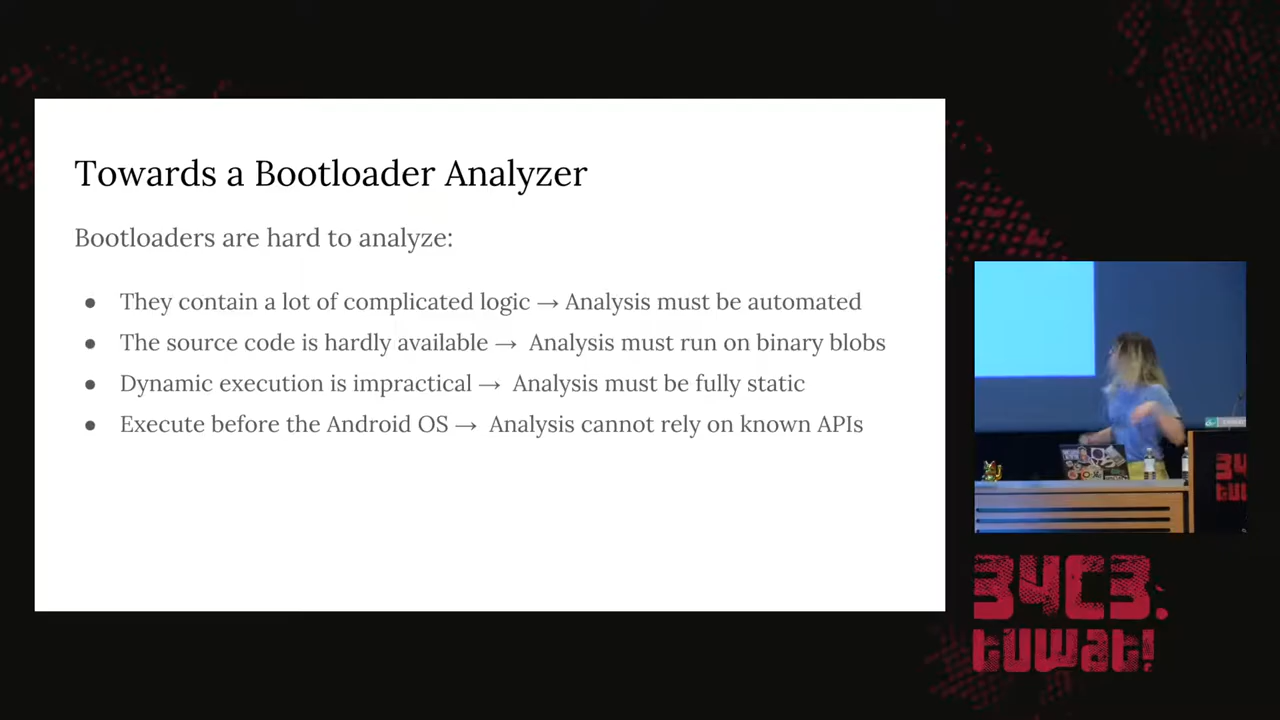 Towards a Bootloader Analyzer
Bootloaders are hard to analyze:
● They contain a lot of complicated logic → Analysis must be automated
● The source code is hardly available → Analysis must run on binary blobs
● Dynamic execution is impractical → Analysis must be fully static
● Execute before the Android OS → Analysis cannot rely on known APIs
34C3.
tuwat!